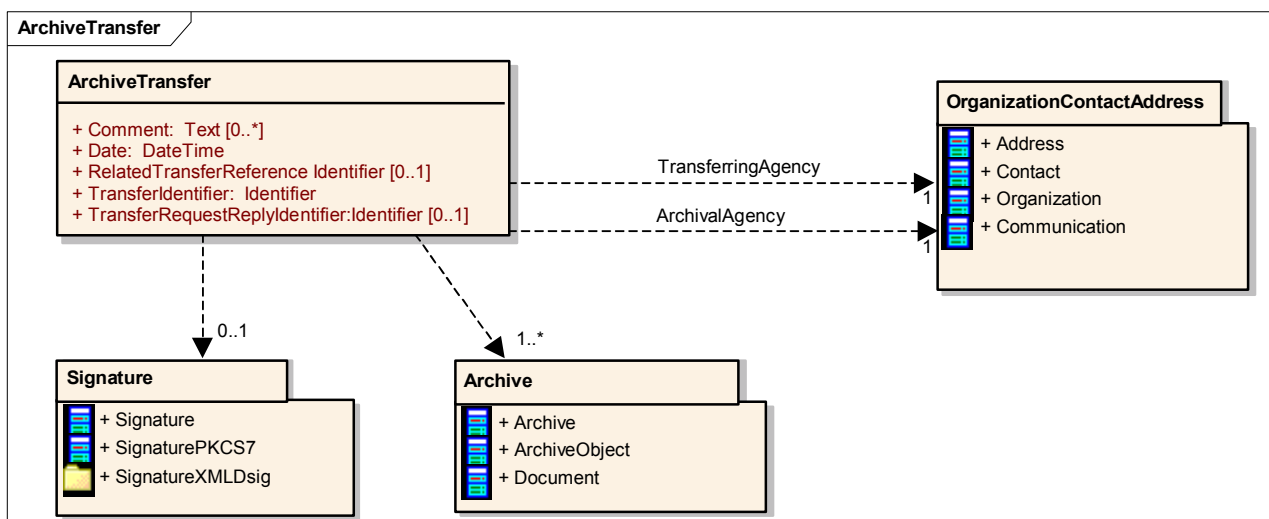 ArchiveTransfer
ArchiveTransfer
+ Comment: Text [0..*]
+ Date: DateTime
+ RelatedTransferReference Identifier [0..1]
+ TransferIdentifier: Identifier
+ TransferRequestReplyIdentifier:Identifier [0..1]
OrganizationContactAddress
+ Address
+ Contact
+ Organization
+ Communication
TransferringAgency
1
ArchivalAgency
1
0..1
1..*
Signature
+ Signature
+ SignaturePKCS7
+ SignatureXMLDsig
Archive
+ Archive
+ ArchiveObject
+ Document